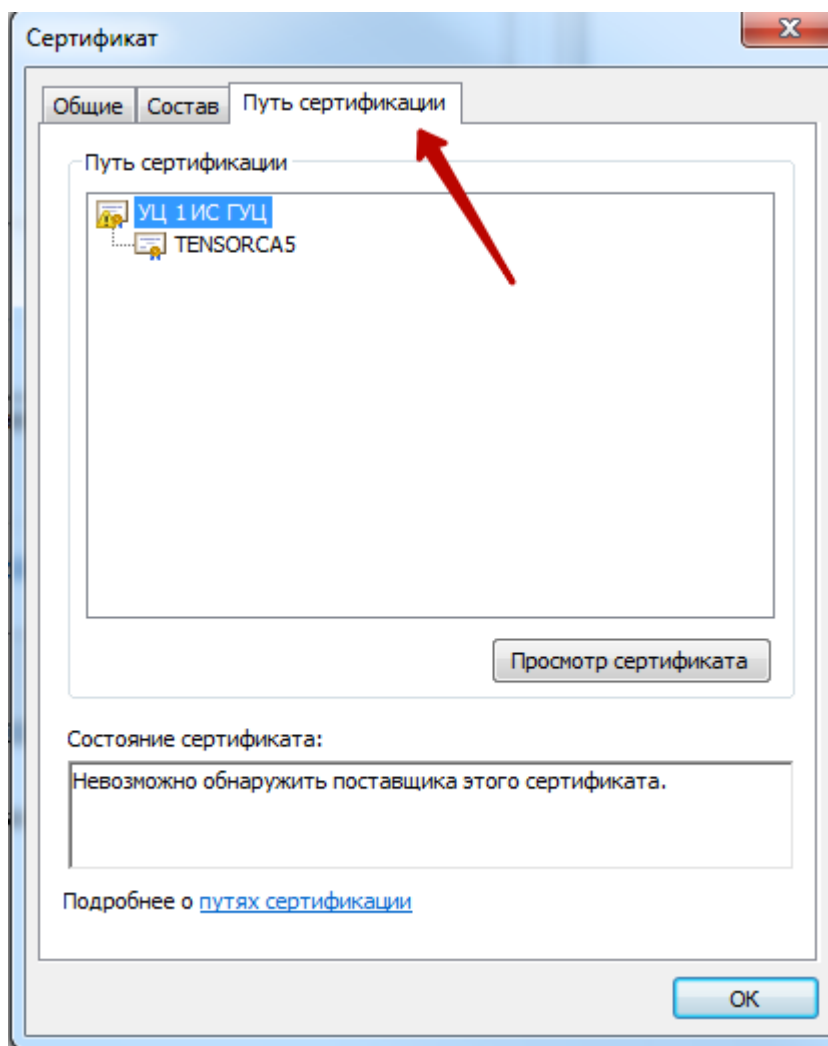 Сертификат
Общие Состав Путь сертификации
Путь сертификации
УЦ 1 ИС ГУЦ
TENSORCA5
Просмотр сертификата
Состояние сертификата:
Невозможно обнаружить поставщика этого сертификата.
Подробнее о путях сертификации
ОК